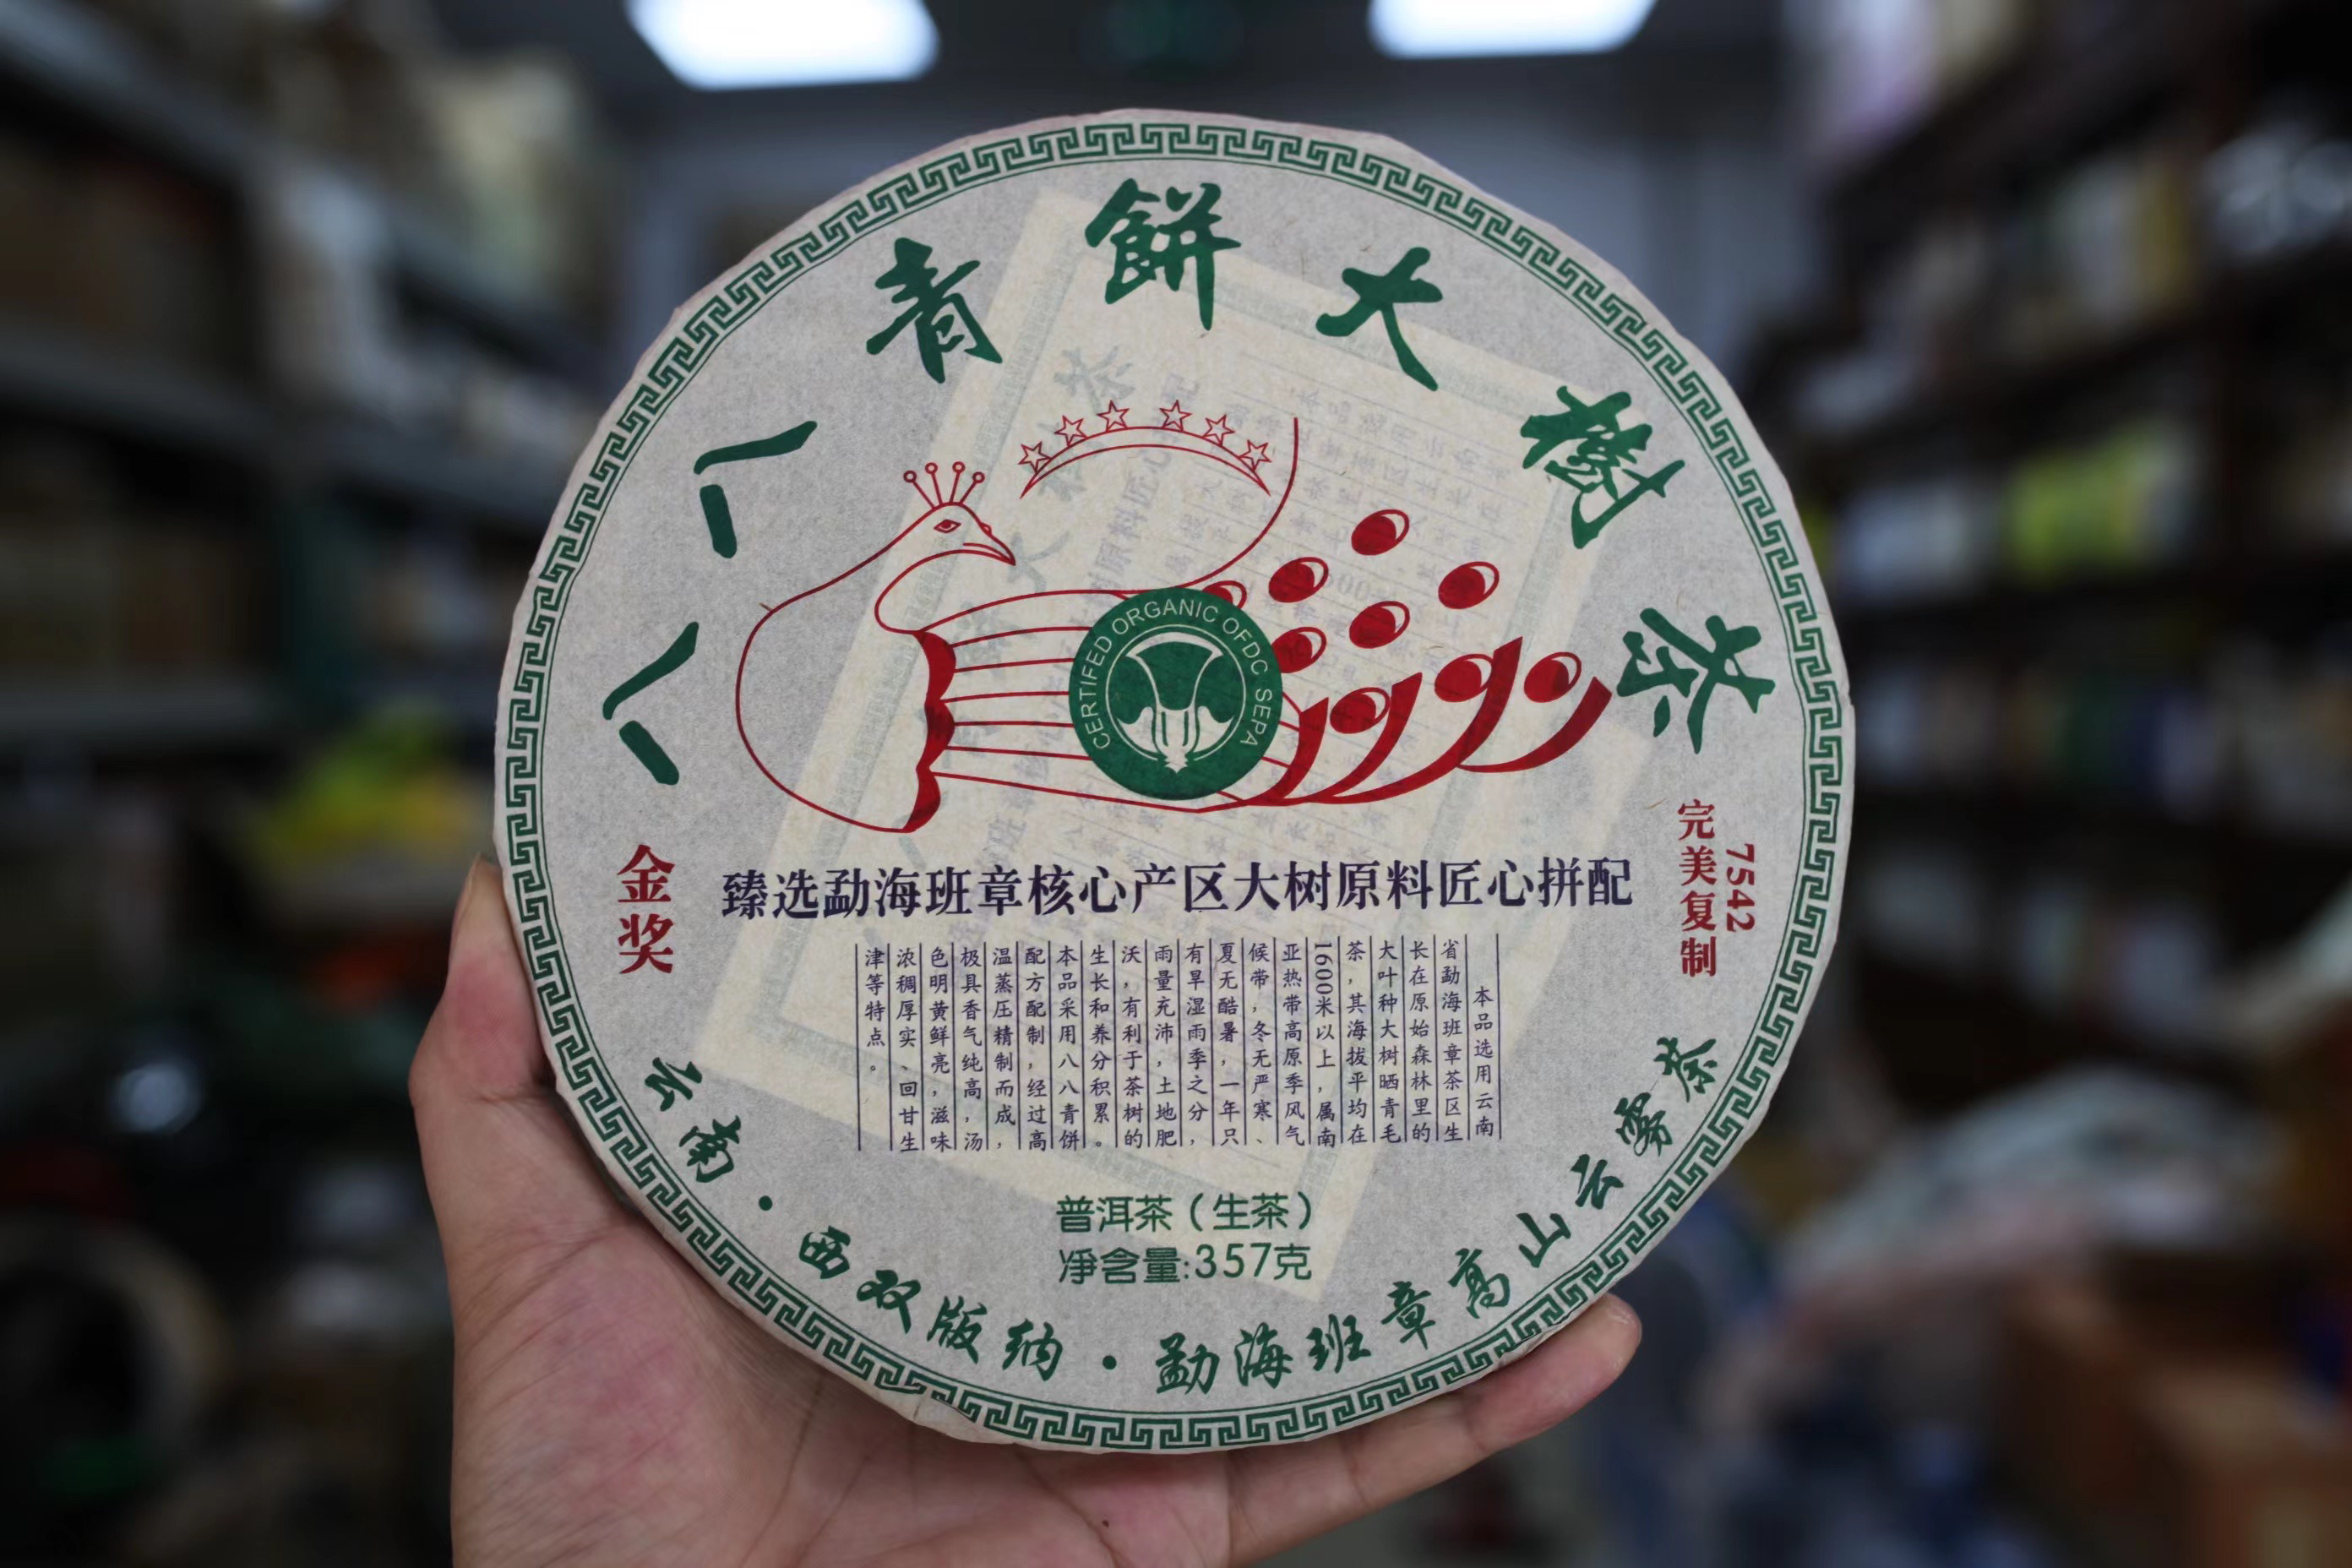 八八青餅大樹茶
CERTIFED ORGANIC OFDC SEPA
金奖
7542
完美复制
臻选勐海班章核心产区大树原料匠心拼配
本品选用云南
省勐海班章茶区生
长在原始森林里的
大叶种大树晒青毛
茶，其海拔平均在
1600米以上，属南
亚热带高原季风气
候带，冬无严寒、
夏无酷暑，一年只
有旱湿雨季之分，
雨量充沛，土地肥
沃，有利于茶树的
生长和养分积累。
本品采用八八青饼
配方配制，经过高
温蒸压精制而成，
极具香气纯高，汤
色明黄鲜亮，滋味
浓稠厚实、回甘生
津等特点。
普洱茶（生茶）
净含量:357克
云南·西双版纳·勐海班章高山云雾茶